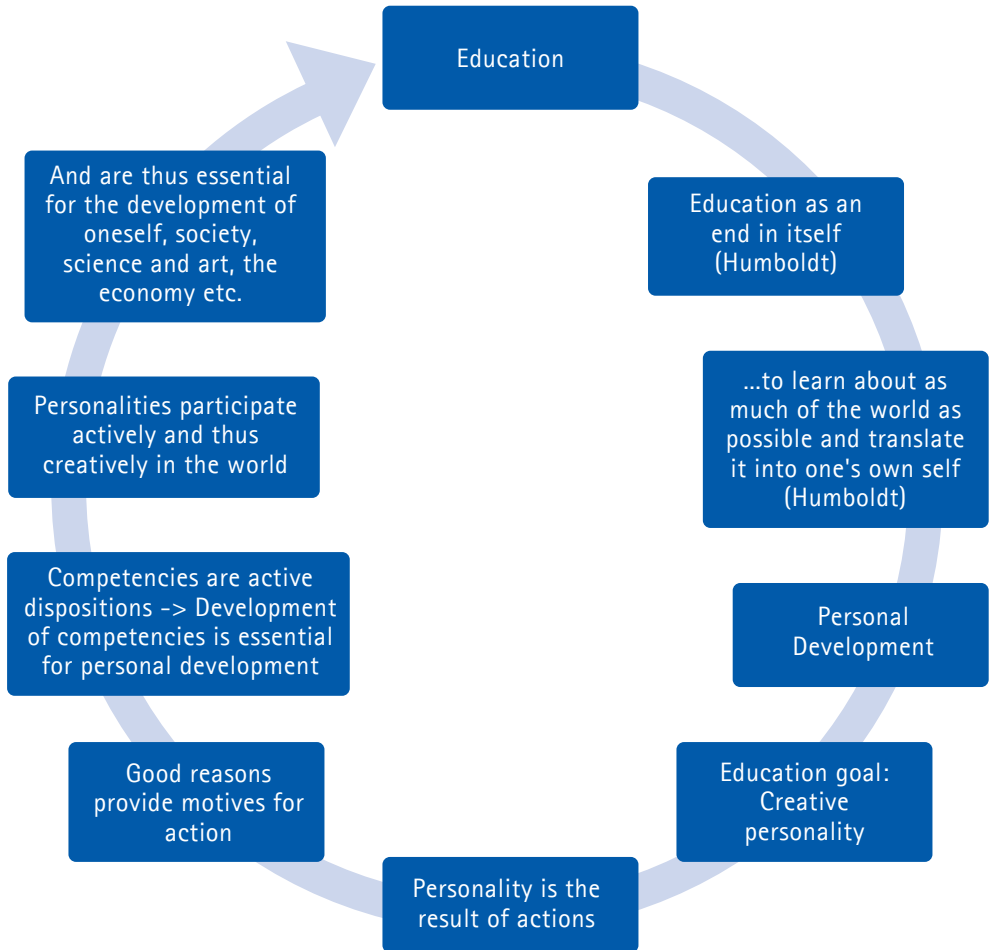 Education
Education as an
end in itself
(Humboldt)
...to learn about as
much of the world as
possible and translate
it into one's own self
(Humboldt)
Personal
Development
Education goal:
Creative
personality
Personality is the
result of actions
Good reasons
provide motives for
action
Competencies are active
dispositions -> Development
of competencies is essential
for personal development
Personalities participate
actively and thus
creatively in the world
And are thus essential
for the development of
oneself, society,
science and art, the
economy etc.